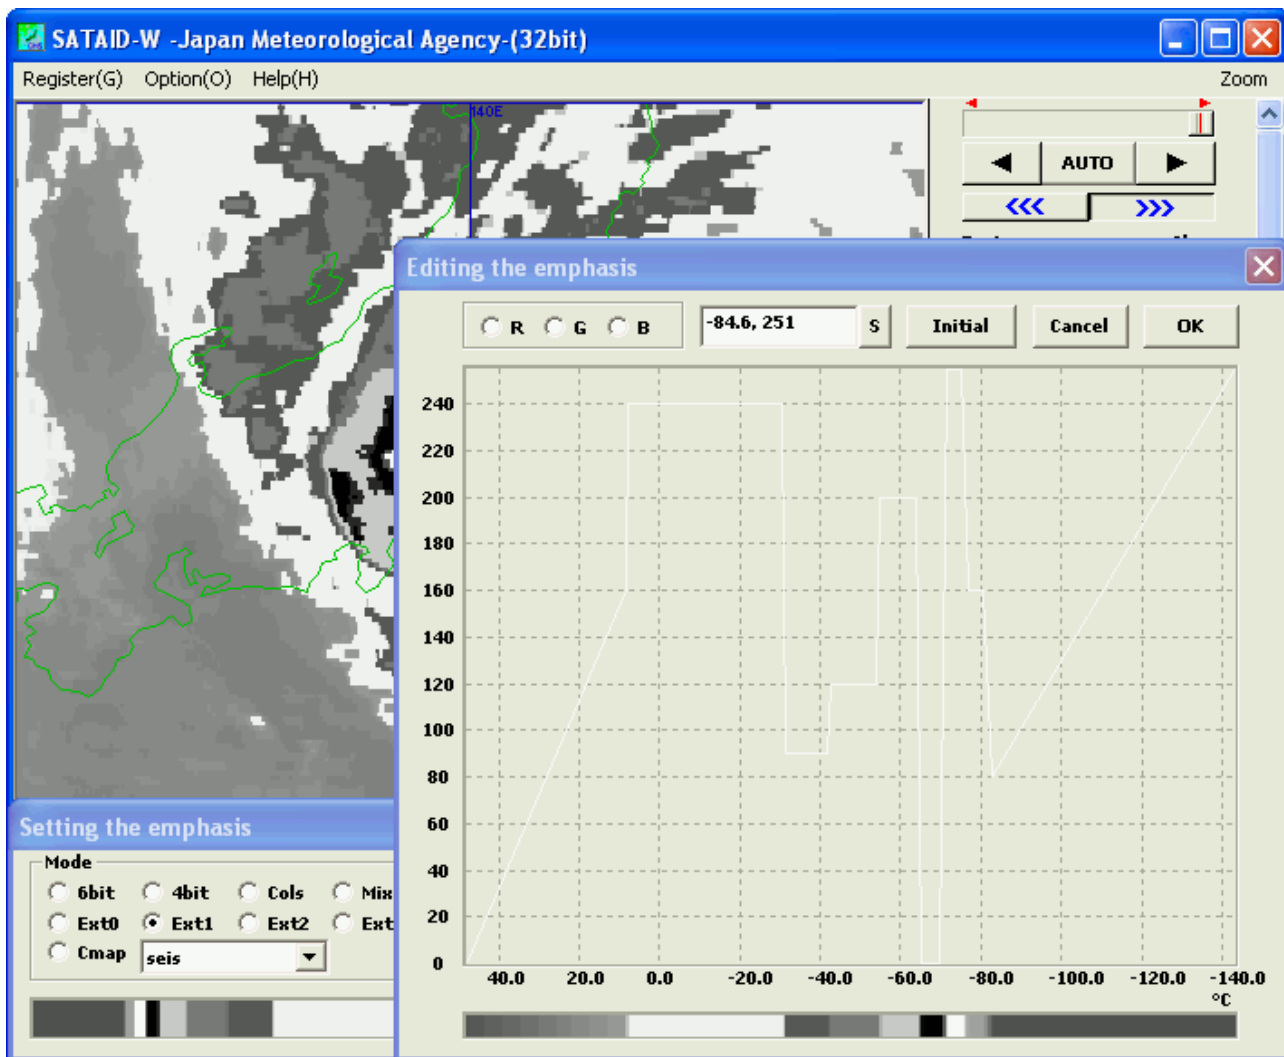 SATAID-W -Japan Meteorological Agency-(32bit)
Register(G) Option(O) Help(H) Zoom
140E
AUTO
<<< >>>
Editing the emphasis
R G B -84.6, 251 S Initial Cancel OK
240
220
200
180
160
140
120
100
80
60
40
20
0
40.0 20.0 0.0 -20.0 -40.0 -60.0 -80.0 -100.0 -120.0 -140.0
°C
Setting the emphasis
Mode
6bit 4bit Cols Mix
Ext0 Ext1 Ext2 Ext
Cmap seis